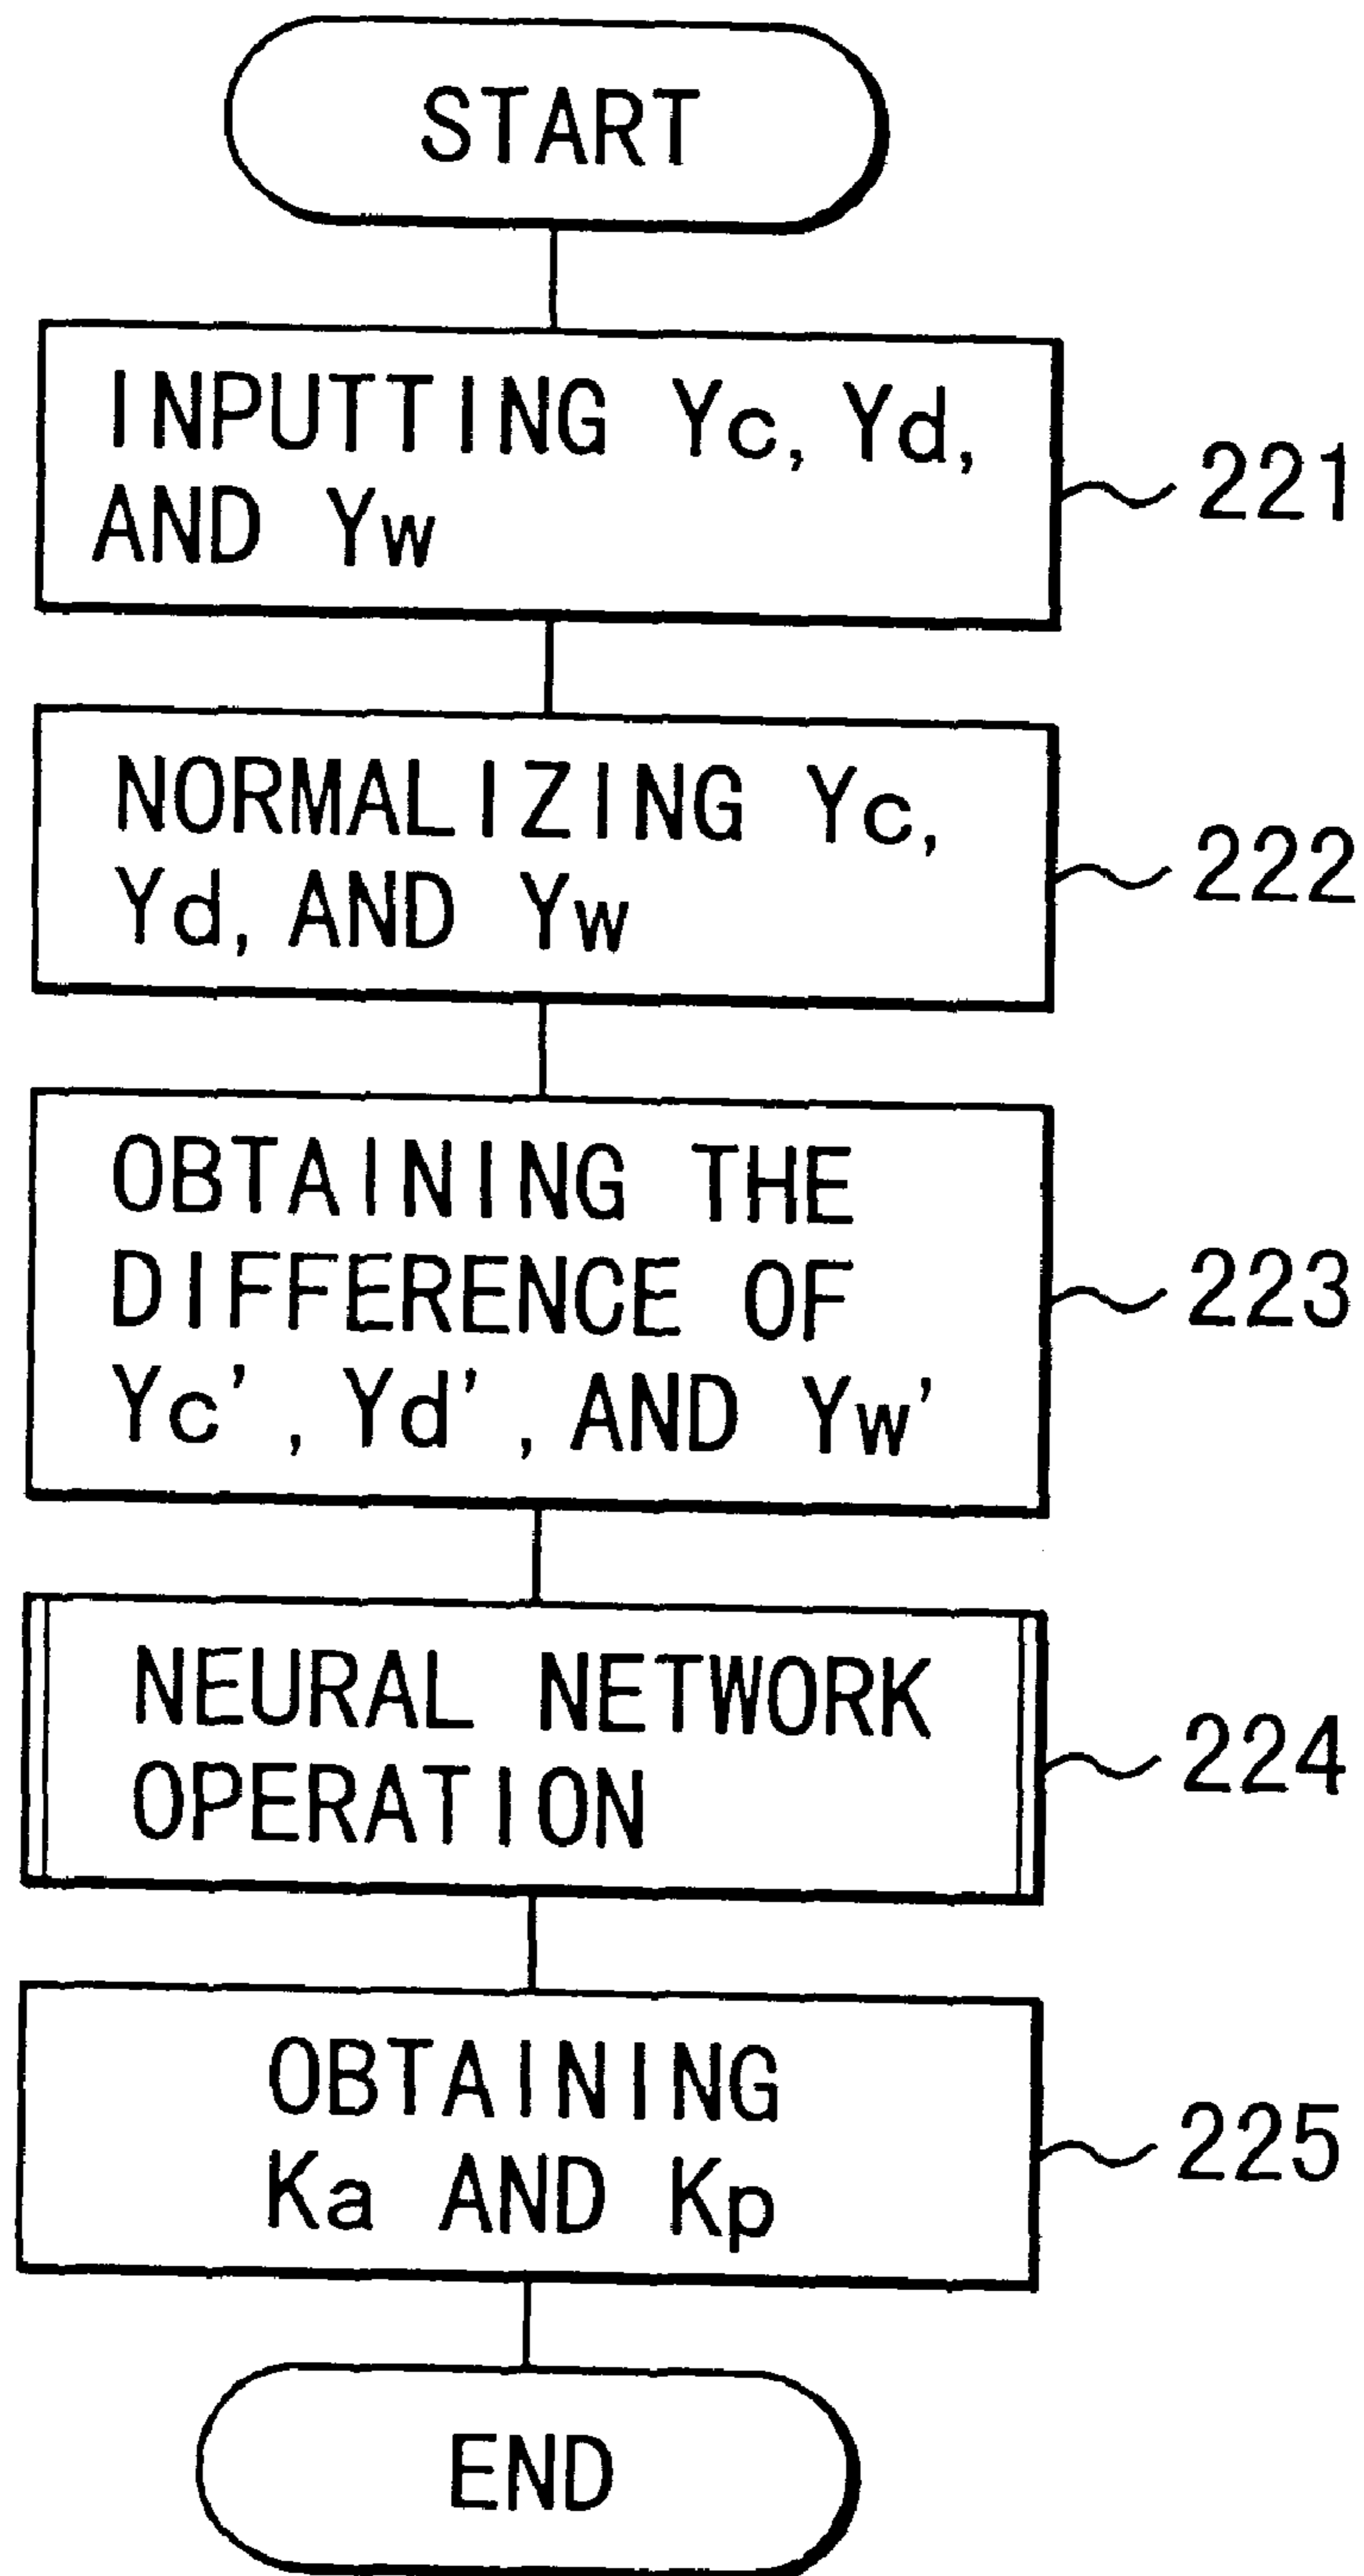 START
INPUTTING Yc, Yd,
AND Yw
221
NORMALIZING Yc,
Yd, AND Yw
222
OBTAINING THE
DIFFERENCE OF
Yc', Yd', AND Yw'
223
NEURAL NETWORK
OPERATION
224
OBTAINING
Ka AND Kp
225
END